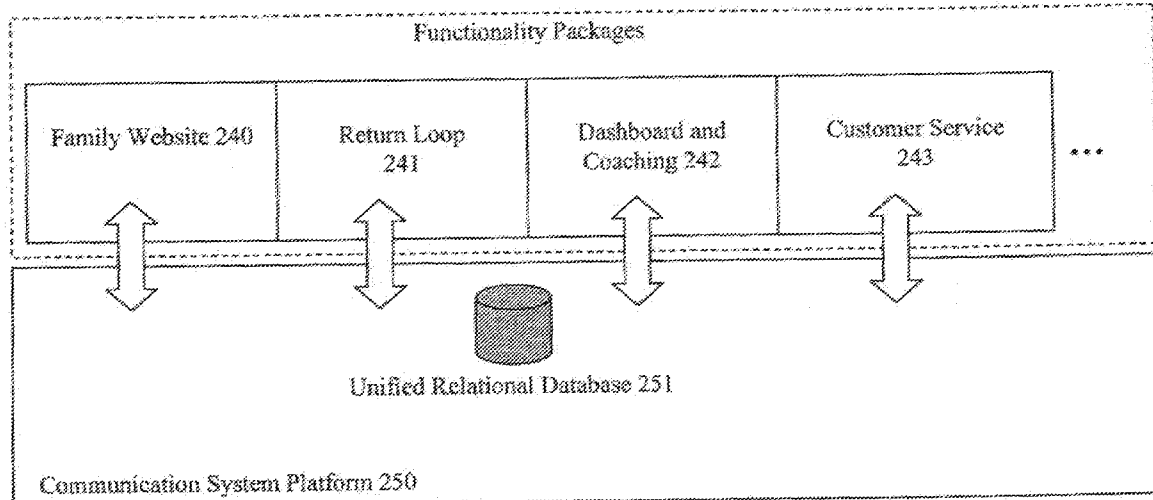 Functionality Packages
Family Website 240
Return Loop
241
Dashboard and
Coaching 242
Customer Service
243
...
Unified Relational Database 251
Communication System Platform 250